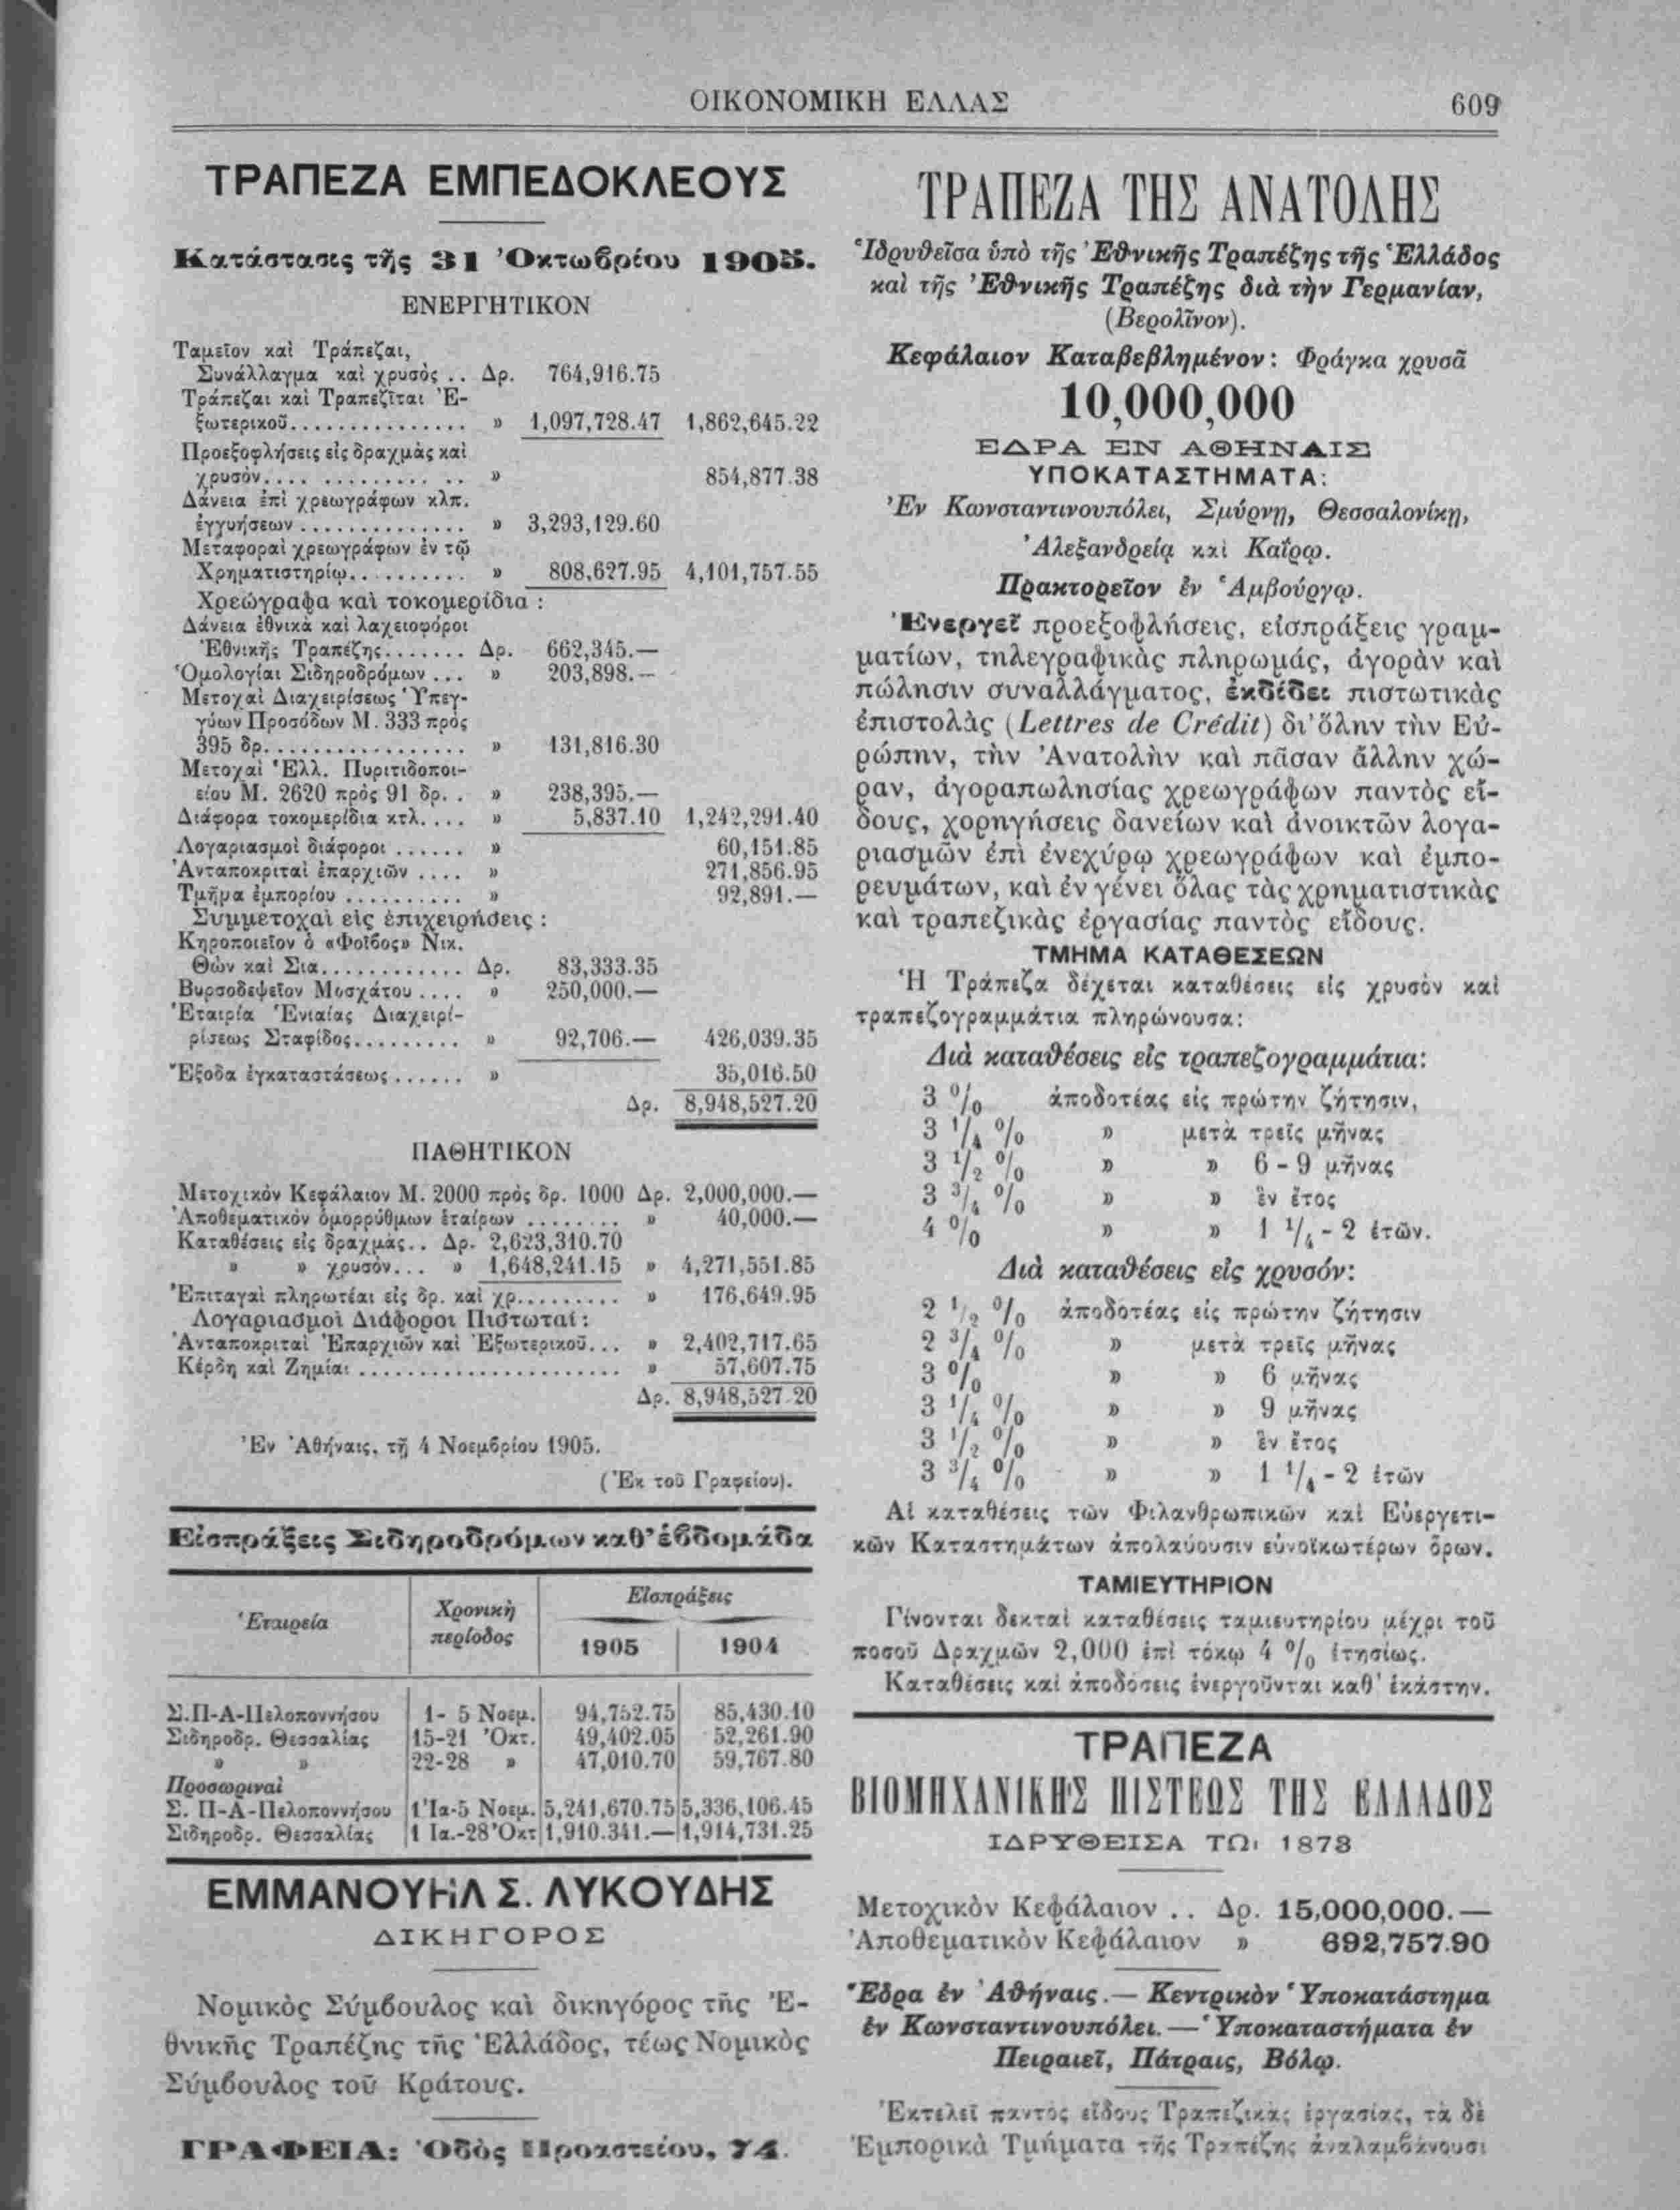 ΟΙΚΟΝΟΜΙΚΗ ΕΛΛΑΣ
609
ΤΡΑΠΕΖΑ ΕΜΠΕΔΟΚΛΕΟΥΣ
Κατάστασις τῆς 31 Ὀκτωβρίου 1905.
ΕΝΕΡΓΗΤΙΚΟΝ
Ταμεῖον καὶ Τράπεζαι,
Συνάλλαγμα καὶ χρυσὸς .. Δρ. 764,916.75
Τράπεζαι καὶ Τραπεζῖται Ἐ-
ξωτερικοῦ............... » 1,097,728.47 1,862,645.22
Προεξοφλήσεις εἰς δραχμὰς καὶ
χρυσόν.... .......... .. » 854,877.38
Δάνεια ἐπὶ χρεωγράφων κλπ.
ἐγγυήσεων .............. » 3,293,129.60
Μεταφοραὶ χρεωγράφων ἐν τῷ
Χρηματιστηρίῳ........... » 808,627.95 4,101,757.55
Χρεώγραφα καὶ τοκομερίδια :
Δάνεια ἐθνικὰ καὶ λαχειοφόροι
Ἐθνικῆς Τραπέζης....... Δρ. 662,345.—
Ὁμολογίαι Σιδηροδρόμων ... » 203,898.—
Μετοχαὶ Διαχειρίσεως Ὑπεγ-
γύων Προσόδων Μ. 333 πρὸς
395 δρ................. » 131,816.30
Μετοχαὶ Ἑλλ. Πυριτιδοποι-
είου Μ. 2620 πρὸς 91 δρ. . » 238,395.—
Διάφορα τοκομερίδια κτλ.... » 5,837.10 1,242,291.40
Λογαριασμοὶ διάφοροι ...... » 60,151.85
Ἀνταποκριταὶ ἐπαρχιῶν .... » 271,856.95
Τμῆμα ἐμπορίου .......... » 92,891.—
Συμμετοχαὶ εἰς ἐπιχειρήσεις :
Κηροποιεῖον ὁ «Φοῖβος» Νικ.
Θὼν καὶ Σια............ Δρ. 83,333.35
Βυρσοδεψεῖον Μοσχάτου .... » 250,000.—
Ἑταιρία Ἑνιαίας Διαχειρί-
ρίσεως Σταφίδος......... » 92,706.— 426,039.35
Ἔξοδα ἐγκαταστάσεως...... » 35,016.50
Δρ. 8,948,527.20
ΠΑΘΗΤΙΚΟΝ
Μετοχικὸν Κεφάλαιον Μ. 2000 πρὸς δρ. 1000 Δρ. 2,000,000.—
Ἀποθεματικὸν ὁμορρύθμων ἑταίρων ........ » 40,000.—
Καταθέσεις εἰς δραχμὰς.. Δρ. 2,623,310.70
» » χρυσόν... » 1,648,241.15 » 4,271,551.85
Ἐπιταγαὶ πληρωτέαι εἰς δρ. καὶ χρ......... » 176,649.95
Λογαριασμοὶ Διάφοροι Πιστωταί :
Ἀνταποκριταὶ Ἐπαρχιῶν καὶ Ἐξωτερικοῦ... » 2,402,717.65
Κέρδη καὶ Ζημίαι ..................... » 57,607.75
Δρ. 8,948,527.20
Ἐν Ἀθήναις, τῇ 4 Νοεμβρίου 1905.
(Ἐκ τοῦ Γραφείου).
Εἰσπράξεις Σιδηροδρόμων καθ’ ἑβδομάδα
Ἑταιρεία
Χρονικὴ περίοδος
Εἰσπράξεις
1905 1904
Σ.Π-Α-Πελοποννήσου 1- 5 Νοεμ. 94,752.75 85,430.10
Σιδηροδρ. Θεσσαλίας 15-21 Ὀκτ. 49,402.05 52,261.90
» » 22-28 » 47,010.70 59,767.80
Προσωριναί
Σ. Π-Α-Πελοποννήσου 1 Ἰα-5 Νοεμ. 5,241,670.75 5,336,106.45
Σιδηροδρ. Θεσσαλίας 1 Ια.-28 Ὀκτ 1,910.341.— 1,914,731.25
ΕΜΜΑΝΟΥΗΛ Σ. ΛΥΚΟΥΔΗΣ
ΔΙΚΗΓΟΡΟΣ
Νομικὸς Σύμβουλος καὶ δικηγόρος τῆς Ἐ-
θνικῆς Τραπέζης τῆς Ἑλλάδος, τέως Νομικὸς
Σύμβουλος τοῦ Κράτους.
ΓΡΑΦΕΙΑ: Ὁδὸς Προαστείου, 74.
ΤΡΑΠΕΖΑ ΤΗΣ ΑΝΑΤΟΛΗΣ
Ἱδρυθεῖσα ὑπὸ τῆς Ἐθνικῆς Τραπέζης τῆς Ἑλλάδος
καὶ τῆς Ἐθνικῆς Τραπέζης διὰ τὴν Γερμανίαν,
(Βερολῖνον).
Κεφάλαιον Καταβεβλημένον: Φράγκα χρυσᾶ
10,000,000
ΕΔΡΑ ΕΝ ΑΘΗΝΑΙΣ
ΥΠΟΚΑΤΑΣΤΗΜΑΤΑ:
Ἐν Κωνσταντινουπόλει, Σμύρνῃ, Θεσσαλονίκῃ,
Ἀλεξανδρείᾳ καὶ Καΐρῳ.
Πρακτορεῖον ἐν Ἁμβούργῳ.
Ἐνεργεῖ προεξοφλήσεις, εἰσπράξεις γραμ-
ματίων, τηλεγραφικὰς πληρωμάς, ἀγορὰν καὶ
πώλησιν συναλλάγματος, ἐκδίδει πιστωτικὰς
ἐπιστολὰς (Lettres de Crédit) δι’ ὅλην τὴν Εὐ-
ρώπην, τὴν Ἀνατολὴν καὶ πᾶσαν ἄλλην χώ-
ραν, ἀγοραπωλησίας χρεωγράφων παντὸς εἴ-
δους, χορηγήσεις δανείων καὶ ἀνοικτῶν λογα-
ριασμῶν ἐπὶ ἐνεχύρῳ χρεωγράφων καὶ ἐμπο-
ρευμάτων, καὶ ἐν γένει ὅλας τὰς χρηματιστικὰς
καὶ τραπεζικὰς ἐργασίας παντὸς εἴδους.
ΤΜΗΜΑ ΚΑΤΑΘΕΣΕΩΝ
Ἡ Τράπεζα δέχεται καταθέσεις εἰς χρυσὸν καὶ
τραπεζογραμμάτια πληρώνουσα:
Διὰ καταθέσεις εἰς τραπεζογραμμάτια:
3 % ἀποδοτέας εἰς πρώτην ζήτησιν,
3 1/4 % » μετὰ τρεῖς μῆνας
3 1/2 % » » 6 - 9 μῆνας
3 3/4 % » » ἓν ἔτος
4 % » » 1 1/4 - 2 ἐτῶν.
Διὰ καταθέσεις εἰς χρυσόν:
2 1/2 % ἀποδοτέας εἰς πρώτην ζήτησιν
2 3/4 % » μετὰ τρεῖς μῆνας
3 % » » 6 μῆνας
3 1/4 % » » 9 μῆνας
3 1/2 % » » ἓν ἔτος
3 3/4 % » » 1 1/4 - 2 ἐτῶν
Αἱ καταθέσεις τῶν Φιλανθρωπικῶν καὶ Εὐεργετι-
κῶν Καταστημάτων ἀπολαύουσιν εὐνοϊκωτέρων ὅρων.
ΤΑΜΙΕΥΤΗΡΙΟΝ
Γίνονται δεκταὶ καταθέσεις ταμιευτηρίου μέχρι τοῦ
ποσοῦ Δραχμῶν 2,000 ἐπὶ τόκῳ 4 % ἐτησίως.
Καταθέσεις καὶ ἀποδόσεις ἐνεργοῦνται καθ’ ἑκάστην.
ΤΡΑΠΕΖΑ
ΒΙΟΜΗΧΑΝΙΚΗΣ ΠΙΣΤΕΩΣ ΤΗΣ ΕΛΛΑΔΟΣ
ΙΔΡΥΘΕΙΣΑ ΤΩι 1873
Μετοχικὸν Κεφάλαιον .. Δρ. 15,000,000.—
Ἀποθεματικὸν Κεφάλαιον » 692,757.90
Ἕδρα ἐν Ἀθήναις.— Κεντρικὸν Ὑποκατάστημα
ἐν Κωνσταντινουπόλει.— Ὑποκαταστήματα ἐν
Πειραιεῖ, Πάτραις, Βόλῳ.
Ἐκτελεῖ παντὸς εἴδους Τραπεζικὰς ἐργασίας, τὰ δὲ
Ἐμπορικὰ Τμήματα τῆς Τραπέζης ἀναλαμβάνουσι